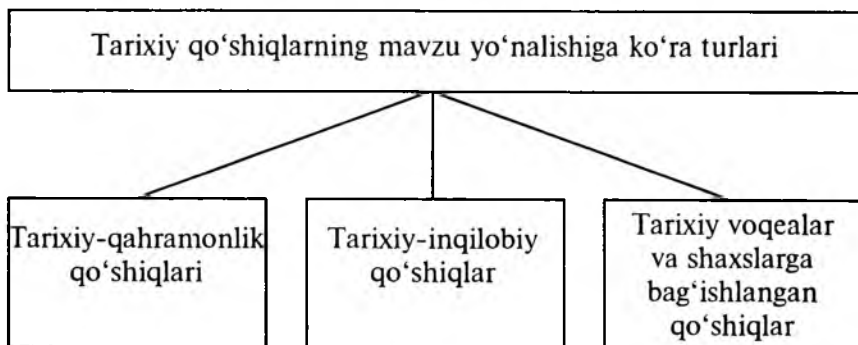 Tarixiy qo‘shiqlarning mavzu yo‘nalishiga ko‘ra turlari
Tarixiy-qahramonlik
qo‘shiqlari
Tarixiy-inqilobiy
qo‘shiqlar
Tarixiy voqealar
va shaxslarga
bag‘ishlangan
qo‘shiqlar